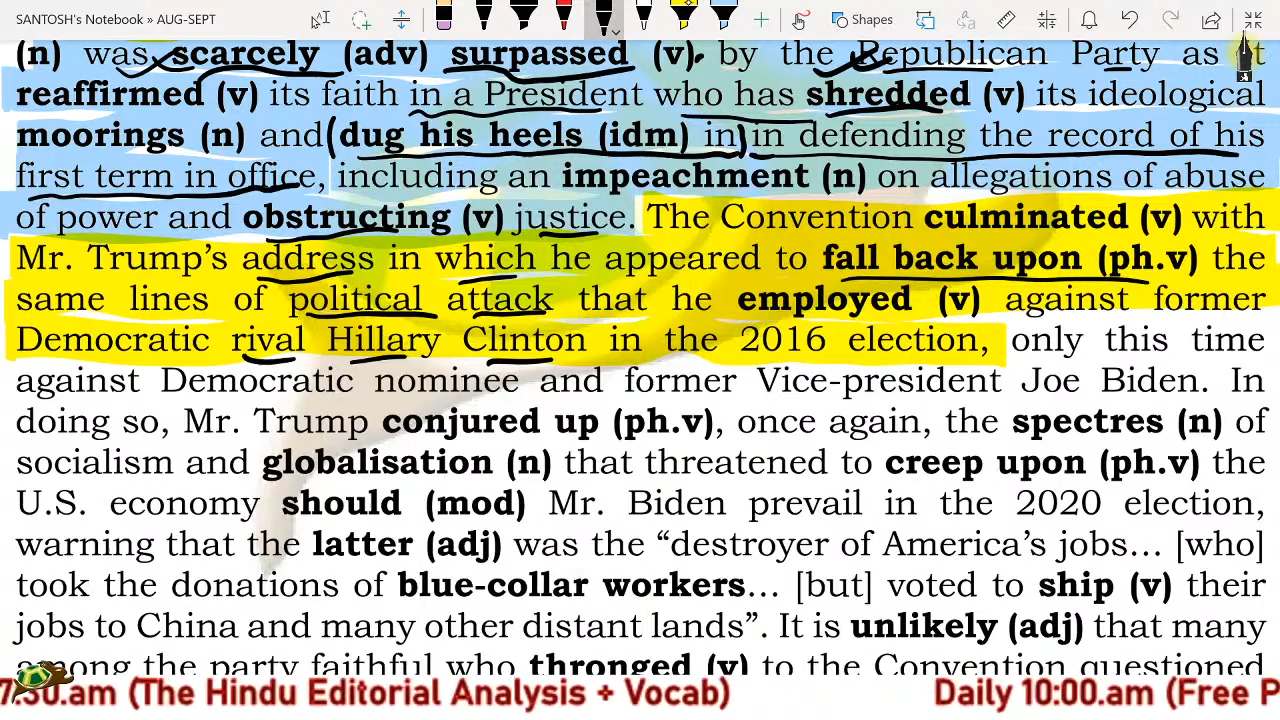 SANTOSH's Notebook » AUG-SEPT
Shapes
(n) was scarcely (adv) surpassed (v). by the Republican Party as it
reaffirmed (v) its faith in a President who has shredded (v) its ideological
moorings (n) and dug his heels (idm) in in defending the record of his
first term in office, including an impeachment (n) on allegations of abuse
of power and obstructing (v) justice. The Convention culminated (v) with
Mr. Trump's address in which he appeared to fall back upon (ph.v) the
same lines of political attack that he employed (v) against former
Democratic rival Hillary Clinton in the 2016 election, only this time
against Democratic nominee and former Vice-president Joe Biden. In
doing so, Mr. Trump conjured up (ph.v), once again, the spectres (n) of
socialism and globalisation (n) that threatened to creep upon (ph.v) the
U.S. economy should (mod) Mr. Biden prevail in the 2020 election,
warning that the latter (adj) was the “destroyer of America's jobs… [who]
took the donations of blue-collar workers… [but] voted to ship (v) their
jobs to China and many other distant lands”. It is unlikely (adj) that many
among the party faithful who thronged (v) to the Convention questioned
7.30.am (The Hindu Editorial Analysis + Vocab) Daily 10:00.am (Free P